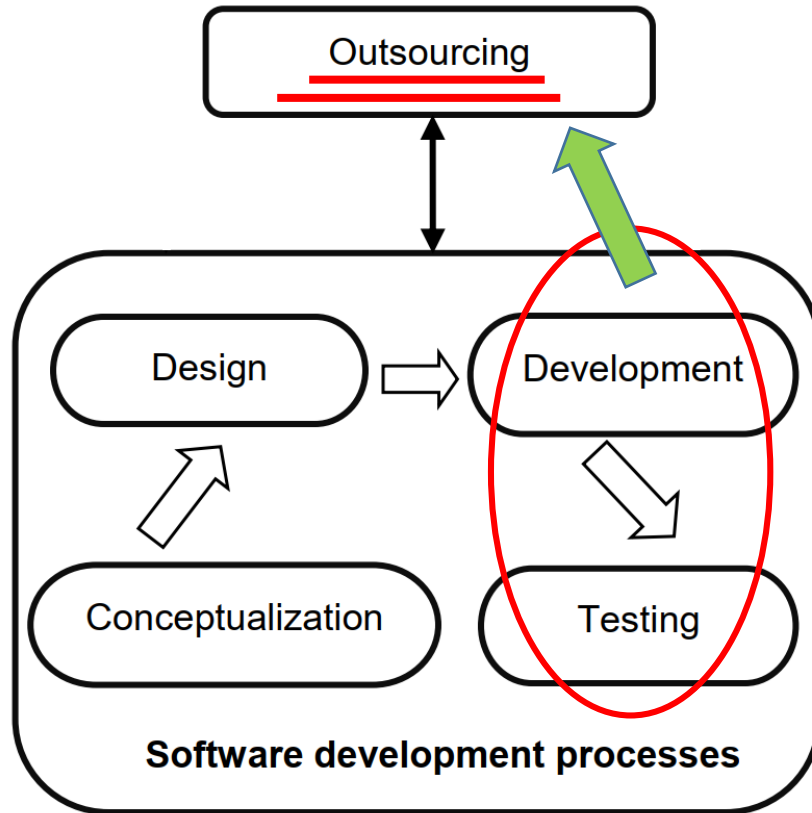 Outsourcing
Design
Development
Conceptualization
Testing
Software development processes